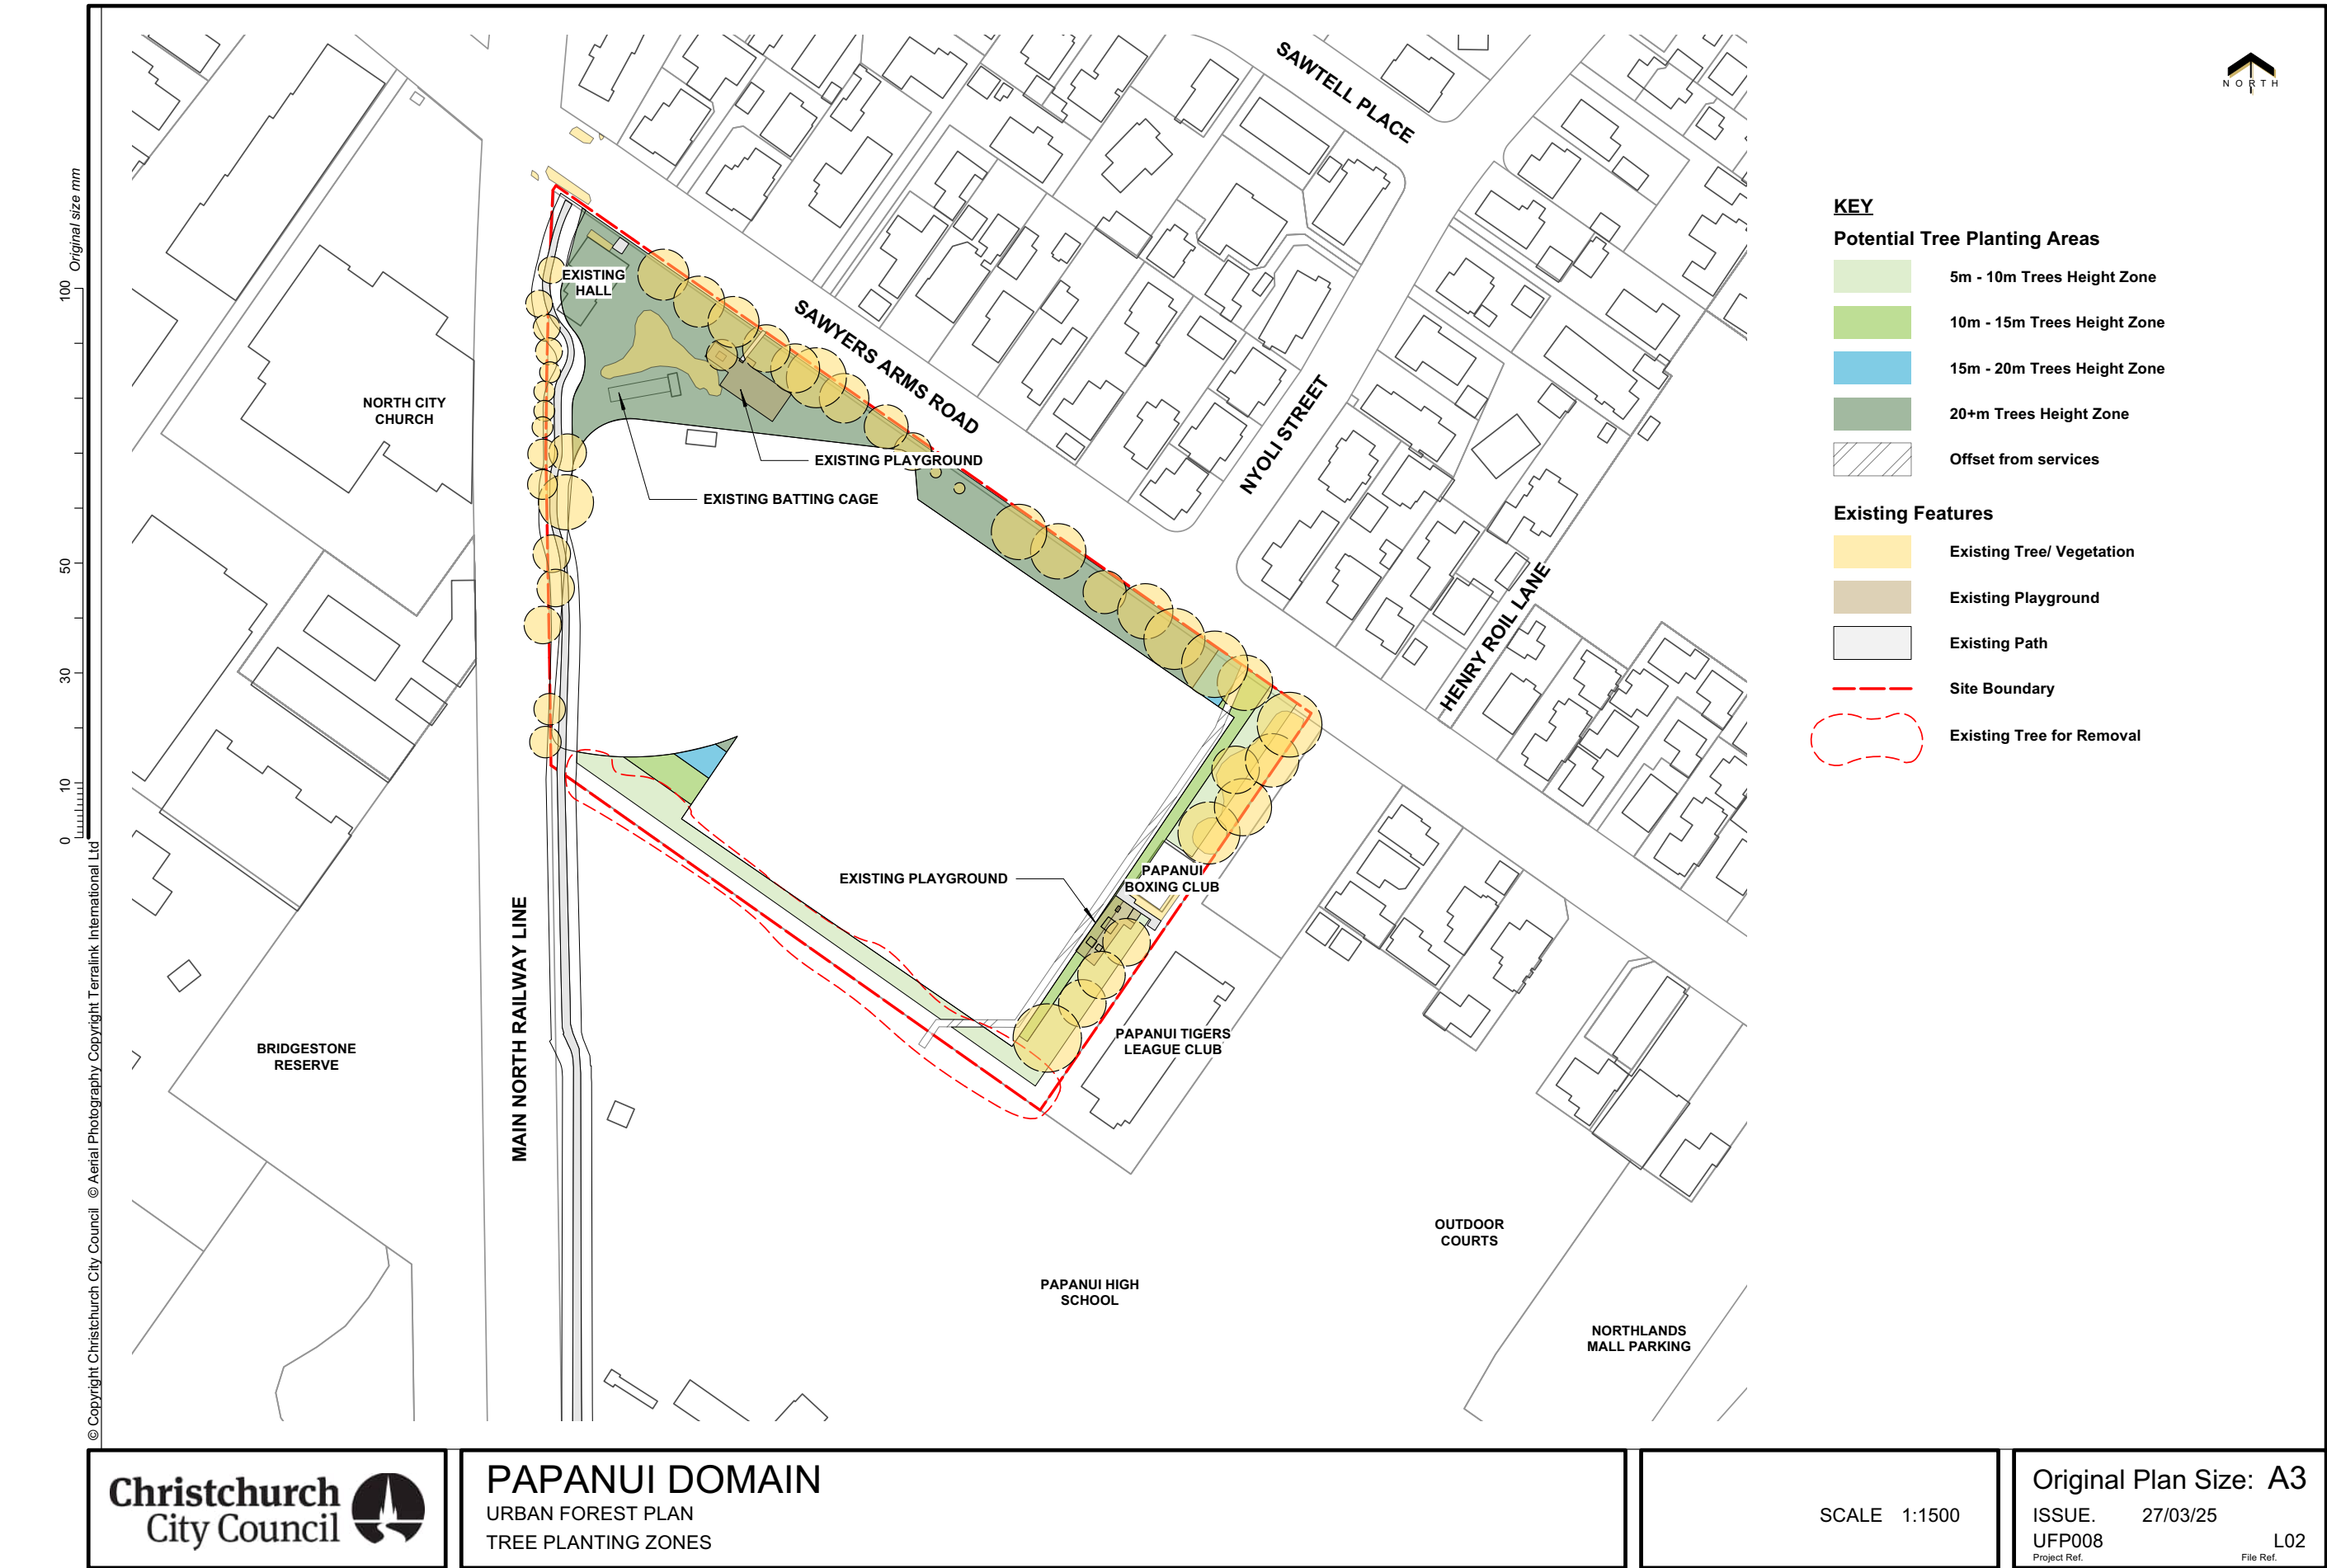 SAWTELL PLACE
NORTH
Original size mm
100
50
30
10
0
© Copyright Christchurch City Council © Aerial Photography Copyright Terralink International Ltd
EXISTING
HALL
SAWYERS ARMS ROAD
NORTH CITY
CHURCH
NYOLI STREET
EXISTING PLAYGROUND
EXISTING BATTING CAGE
HENRY ROIL LANE
EXISTING PLAYGROUND
PAPANUI
BOXING CLUB
MAIN NORTH RAILWAY LINE
PAPANUI TIGERS
LEAGUE CLUB
BRIDGESTONE
RESERVE
OUTDOOR
COURTS
PAPANUI HIGH
SCHOOL
NORTHLANDS
MALL PARKING
KEY
Potential Tree Planting Areas
5m - 10m Trees Height Zone
10m - 15m Trees Height Zone
15m - 20m Trees Height Zone
20+m Trees Height Zone
Offset from services
Existing Features
Existing Tree/ Vegetation
Existing Playground
Existing Path
Site Boundary
Existing Tree for Removal
Christchurch
City Council
PAPANUI DOMAIN
URBAN FOREST PLAN
TREE PLANTING ZONES
SCALE 1:1500
Original Plan Size: A3
ISSUE. 27/03/25
UFP008 L02
Project Ref. File Ref.